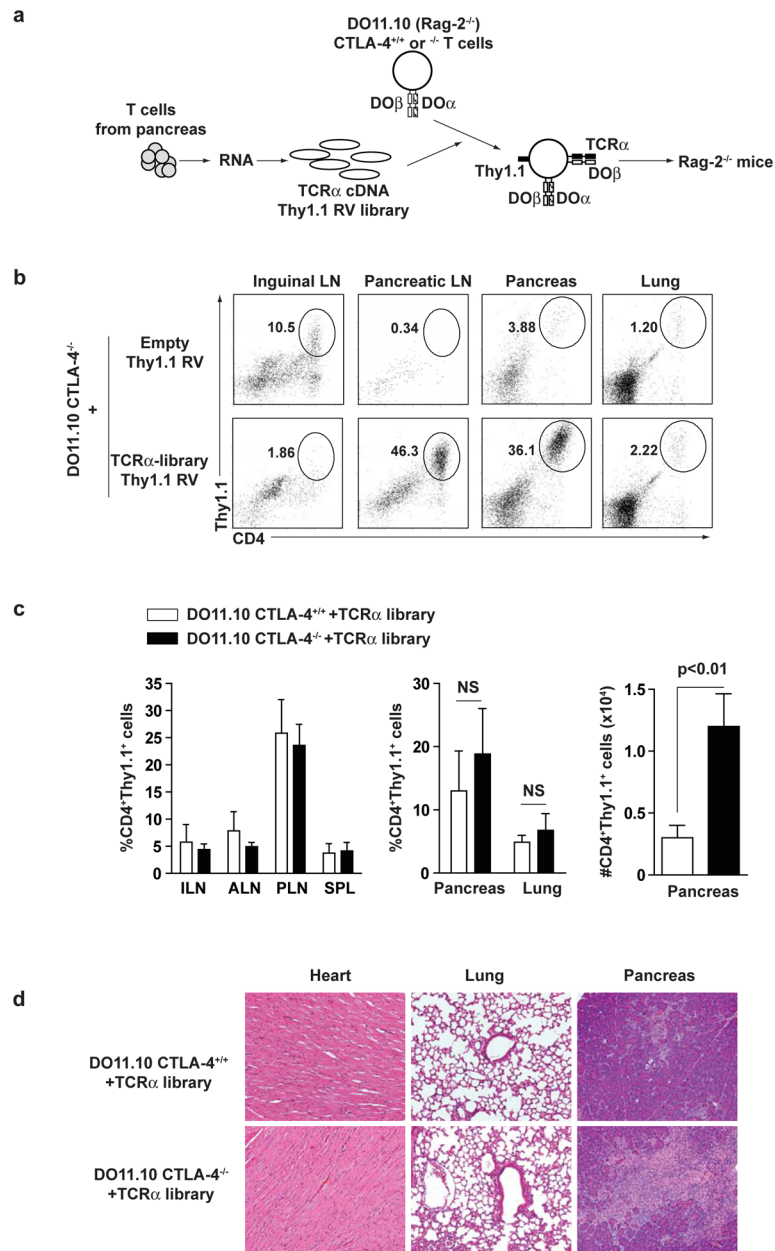 a
DO11.10 (Rag-2-/-)
CTLA-4+/+ or -/- T cells
DOβ DOα
T cells
from pancreas
RNA
TCRα cDNA
Thy1.1 RV library
Thy1.1
TCRα
DOβ
DOβ DOα
Rag-2-/- mice
b
Inguinal LN Pancreatic LN Pancreas Lung
DO11.10 CTLA-4-/-
+
Empty
Thy1.1 RV
10.5 0.34 3.88 1.20
TCRα-library
Thy1.1 RV
1.86 46.3 36.1 2.22
Thy1.1
CD4
c
DO11.10 CTLA-4+/+ +TCRα library
DO11.10 CTLA-4-/- +TCRα library
%CD4+Thy1.1+ cells
35
30
25
20
15
10
5
0
ILN ALN PLN SPL
%CD4+Thy1.1+ cells
30
20
10
0
NS
NS
Pancreas Lung
#CD4+Thy1.1+ cells (x10⁴)
p<0.01
1.5
1.0
0.5
0
Pancreas
d
Heart Lung Pancreas
DO11.10 CTLA-4+/+
+TCRα library
DO11.10 CTLA-4-/-
+TCRα library